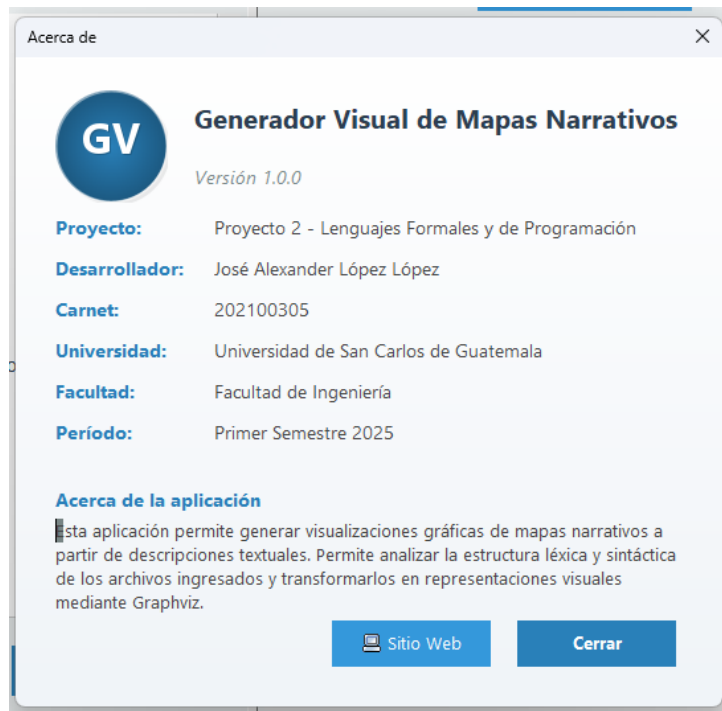 Acerca de
GV
Generador Visual de Mapas Narrativos
Versión 1.0.0
Proyecto: Proyecto 2 - Lenguajes Formales y de Programación
Desarrollador: José Alexander López López
Carnet: 202100305
Universidad: Universidad de San Carlos de Guatemala
Facultad: Facultad de Ingeniería
Período: Primer Semestre 2025
Acerca de la aplicación
Esta aplicación permite generar visualizaciones gráficas de mapas narrativos a
partir de descripciones textuales. Permite analizar la estructura léxica y sintáctica
de los archivos ingresados y transformarlos en representaciones visuales
mediante Graphviz.
Sitio Web
Cerrar